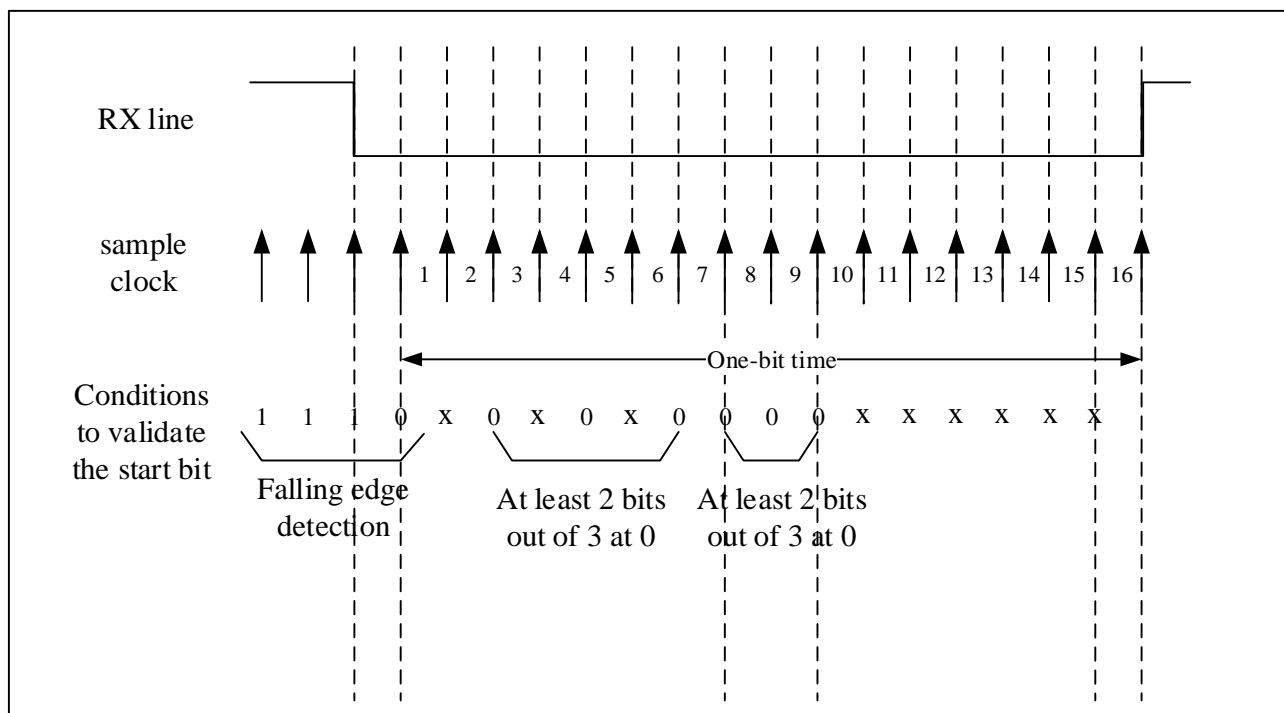 RX line
sample
clock
1 2 3 4 5 6 7 8 9 10 11 12 13 14 15 16
One-bit time
Conditions
to validate
the start bit
1 1 1 0 x 0 x 0 x 0 0 0 0 x x x x x x
Falling edge
detection
At least 2 bits
out of 3 at 0
At least 2 bits
out of 3 at 0